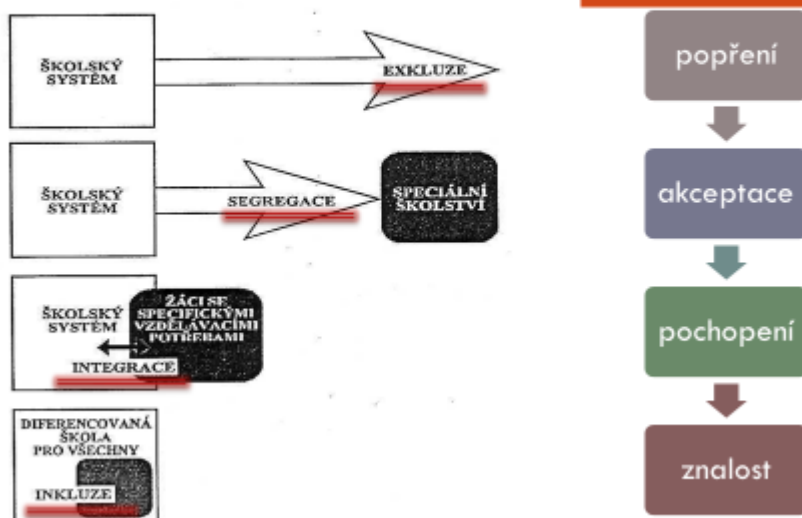 ŠKOLSKÝ
SYSTÉM
EXKLUZE
ŠKOLSKÝ
SYSTÉM
SEGREGACE
SPECIÁLNÍ
ŠKOLSTVÍ
ŠKOLSKÝ
SYSTÉM
ŽÁCI SE
SPECIFICKÝMI
VZDĚLÁVACÍMI
POTŘEBAMI
INTEGRACE
DIFERENCOVANÁ
ŠKOLA
PRO VŠECHNY
INKLUZE
popření
akceptace
pochopení
znalost